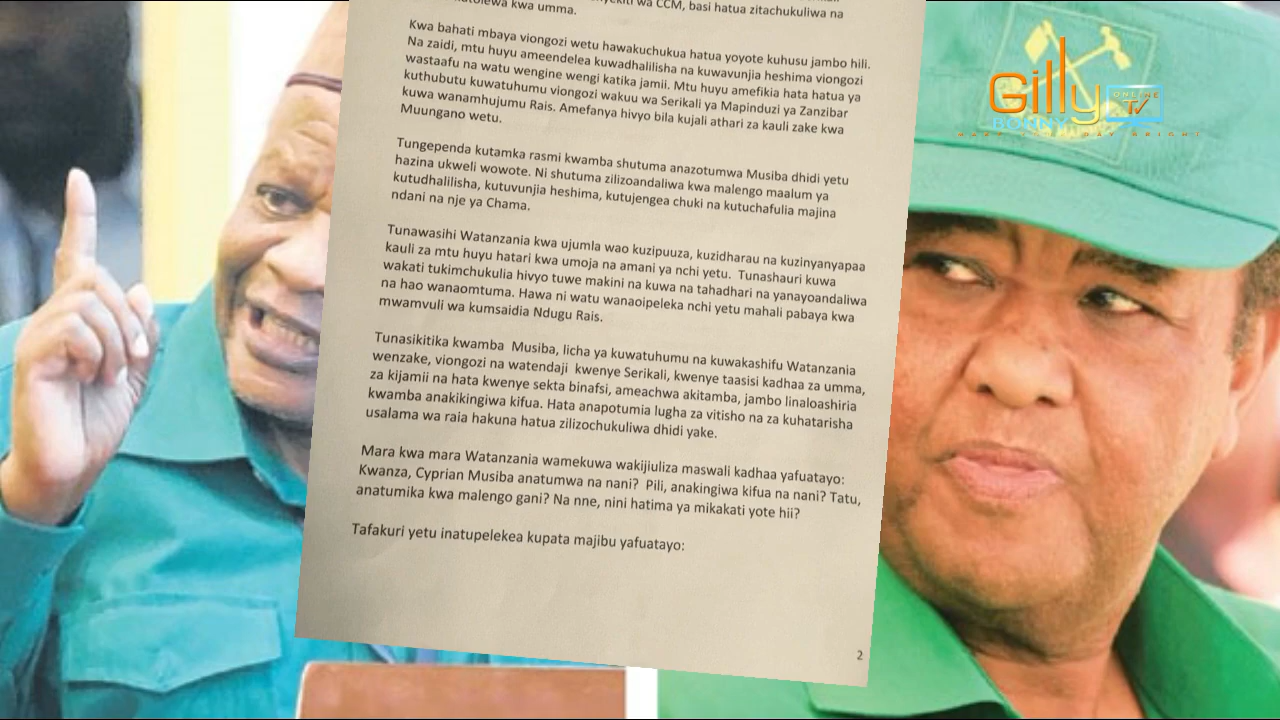 wa CCM, basi hatua zitachukuliwa na
kwa umma.
Kwa bahati mbaya viongozi wetu hawakuchukua hatua yoyote kuhusu jambo hili.
Na zaidi, mtu huyu ameendelea kuwadhalilisha na kuwavunjia heshima viongozi
wastaafu na watu wengine wengi katika jamii. Mtu huyu amefikia hata hatua ya
kuthubutu kuwatuhumu viongozi wakuu wa Serikali ya Mapinduzi ya Zanzibar
kuwa wanamhujumu Rais. Amefanya hivyo bila kujali athari za kauli zake kwa
Muungano wetu.
Tungependa kutamka rasmi kwamba shutuma anazotumwa Musiba dhidi yetu
hazina ukweli wowote. Ni shutuma zilizoandaliwa kwa malengo maalum ya
kutudhalilisha, kutuvunjia heshima, kutujengea chuki na kutuchafulia majina
ndani na nje ya Chama.
Tunawasihi Watanzania kwa ujumla wao kuzipuuza, kuzidharau na kuzinyanyapaa
kauli za mtu huyu hatari kwa umoja na amani ya nchi yetu. Tunashauri kuwa
wakati tukimchukulia hivyo tuwe makini na kuwa na tahadhari na yanayoandaliwa
na hao wanaomtuma. Hawa ni watu wanaoipeleka nchi yetu mahali pabaya kwa
mwamvuli wa kumsaidia Ndugu Rais.
Tunasikitika kwamba Musiba, licha ya kuwatuhumu na kuwakashifu Watanzania
wenzake, viongozi na watendaji kwenye Serikali, kwenye taasisi kadhaa za umma,
za kijamii na hata kwenye sekta binafsi, ameachwa akitamba, jambo linaloashiria
kwamba anakikingiwa kifua. Hata anapotumia lugha za vitisho na za kuhatarisha
usalama wa raia hakuna hatua zilizochukuliwa dhidi yake.
Mara kwa mara Watanzania wamekuwa wakijiuliza maswali kadhaa yafuatayo:
Kwanza, Cyprian Musiba anatumwa na nani? Pili, anakingiwa kifua na nani? Tatu,
anatumika kwa malengo gani? Na nne, nini hatima ya mikakati yote hii?
Tafakuri yetu inatupelekea kupata majibu yafuatayo:
2
Gilly
ONLINE
TV